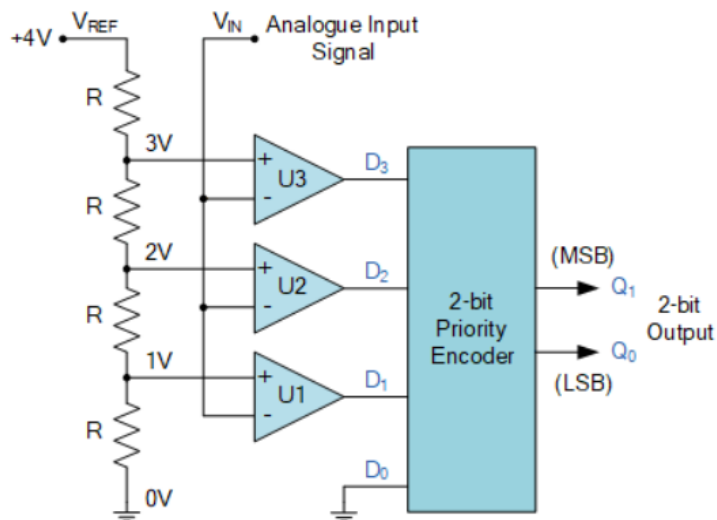 +4V
VREF
VIN
Analogue Input
Signal
R
3V
+
U3
-
D3
R
2V
+
U2
-
D2
2-bit
Priority
Encoder
(MSB)
Q1
2-bit
Output
Q0
(LSB)
R
1V
+
U1
-
D1
R
0V
D0